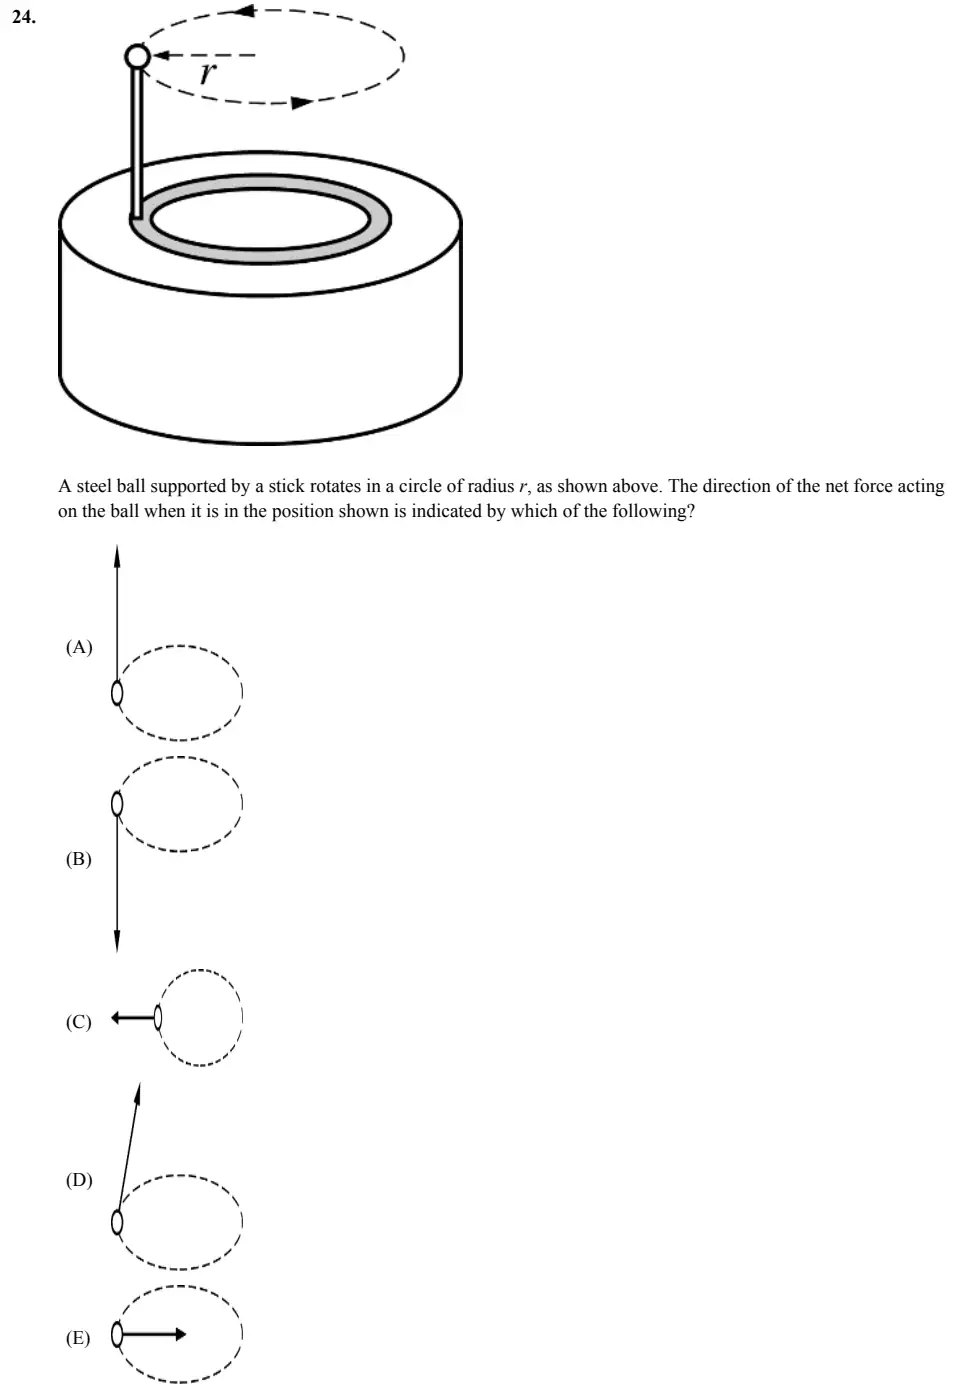 24.
r
A steel ball supported by a stick rotates in a circle of radius r, as shown above. The direction of the net force acting
on the ball when it is in the position shown is indicated by which of the following?
(A)
(B)
(C)
(D)
(E)